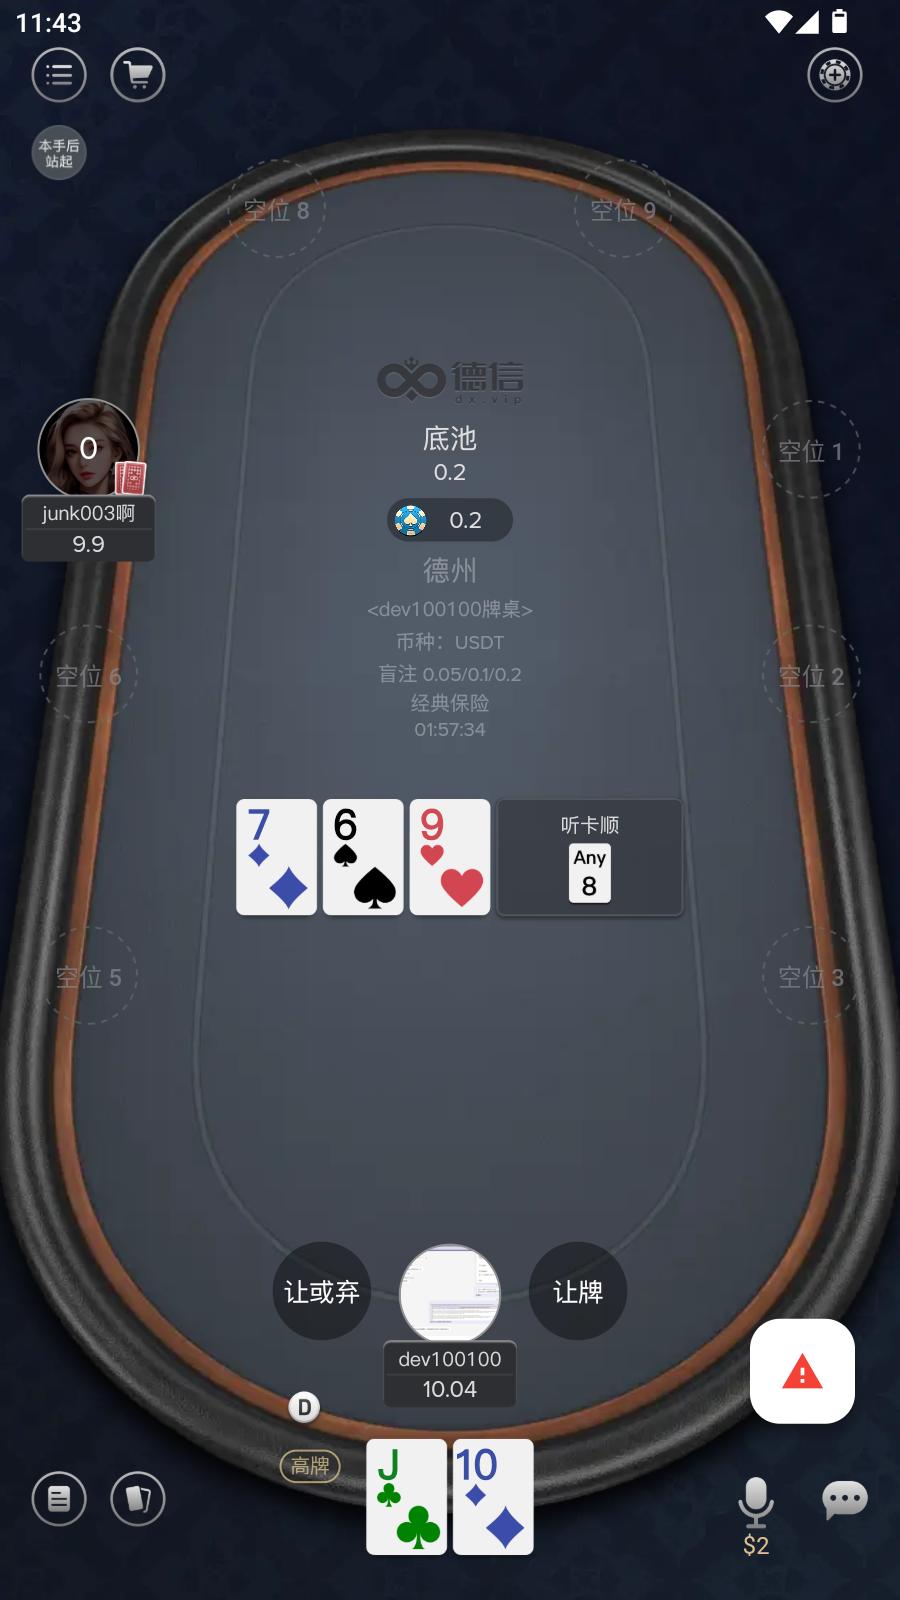 11:43
本手后
站起
空位 8
空位 9
德信
dx.vip
底池
0.2
0.2
空位 1
0
junk003啊
9.9
德州
<dev100100牌桌>
币种：USDT
盲注 0.05/0.1/0.2
经典保险
01:57:34
空位 6
空位 2
7
6
9
听卡顺
Any
8
空位 5
空位 3
让或弃
让牌
dev100100
10.04
D
高牌
J
10
$2